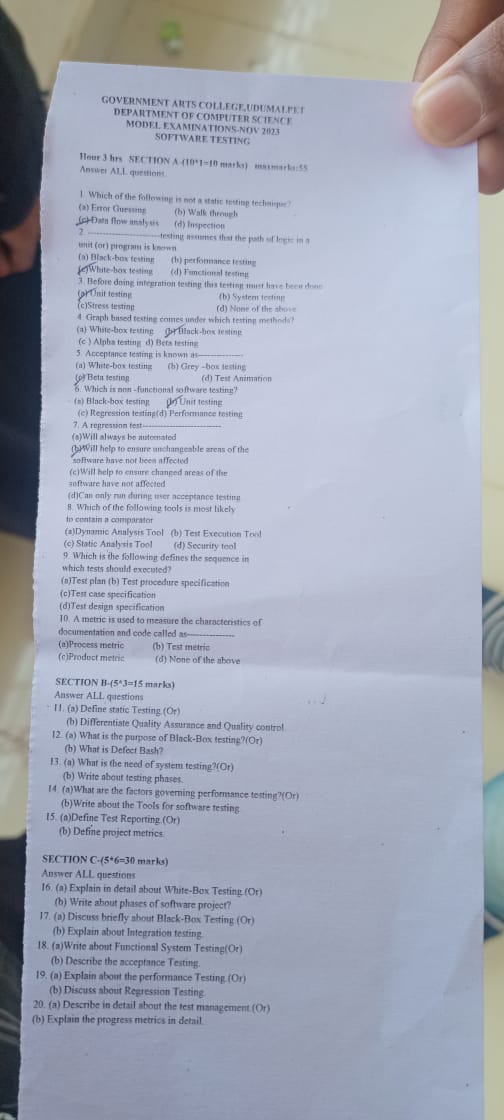 GOVERNMENT ARTS COLLEGE,UDUMALPET
DEPARTMENT OF COMPUTER SCIENCE
MODEL EXAMINATIONS-NOV 2023
SOFTWARE TESTING
Hour 3 hrs SECTION A-(10*1=10 marks) maxmarks:55
Answer ALL questions.
1. Which of the following is not a static testing technique?
(a) Error Guessing (b) Walk through
(c) Data flow analysis (d) Inspection
2. --------------------testing assumes that the path of logic in a
unit (or) program is known
(a) Black-box testing (b) performance testing
(c)White-box testing (d) Functional testing
3. Before doing integration testing this testing must have been done
(a) Unit testing (b) System testing
(c)Stress testing (d) None of the above
4. Graph based testing comes under which testing methods?
(a) White-box testing (b) Black-box testing
(c ) Alpha testing d) Beta testing
5. Acceptance testing is known as---------------
(a) White-box testing (b) Grey –box testing
(c) Beta testing (d) Test Animation
6. Which is non -functional software testing?
(a) Black-box testing (b) Unit testing
(c) Regression testing(d) Performance testing
7. A regression test--------------------------
(a)Will always be automated
(b)Will help to ensure unchangeable areas of the
software have not been affected
(c)Will help to ensure changed areas of the
software have not affected
(d)Can only run during user acceptance testing
8. Which of the following tools is most likely
to contain a comparator
(a)Dynamic Analysis Tool (b) Test Execution Tool
(c) Static Analysis Tool (d) Security tool
9. Which is the following defines the sequence in
which tests should executed?
(a)Test plan (b) Test procedure specification
(c)Test case specification
(d)Test design specification
10. A metric is used to measure the characteristics of
documentation and code called as---------------
(a)Process metric (b) Test metric
(c)Product metric (d) None of the above
SECTION B-(5*3=15 marks)
Answer ALL questions
11. (a) Define static Testing.(Or)
(b) Differentiate Quality Assurance and Quality control.
12. (a) What is the purpose of Black-Box testing?(Or)
(b) What is Defect Bash?
13. (a) What is the need of system testing?(Or)
(b) Write about testing phases.
14. (a)What are the factors governing performance testing?(Or)
(b)Write about the Tools for software testing.
15. (a)Define Test Reporting.(Or)
(b) Define project metrics.
SECTION C-(5*6=30 marks)
Answer ALL questions
16. (a) Explain in detail about White-Box Testing.(Or)
(b) Write about phases of software project?
17. (a) Discuss briefly about Black-Box Testing (Or)
(b) Explain about Integration testing.
18. (a)Write about Functional System Testing(Or)
(b) Describe the acceptance Testing.
19. (a) Explain about the performance Testing.(Or)
(b) Discuss about Regression Testing.
20. (a) Describe in detail about the test management.(Or)
(b) Explain the progress metrics in detail.